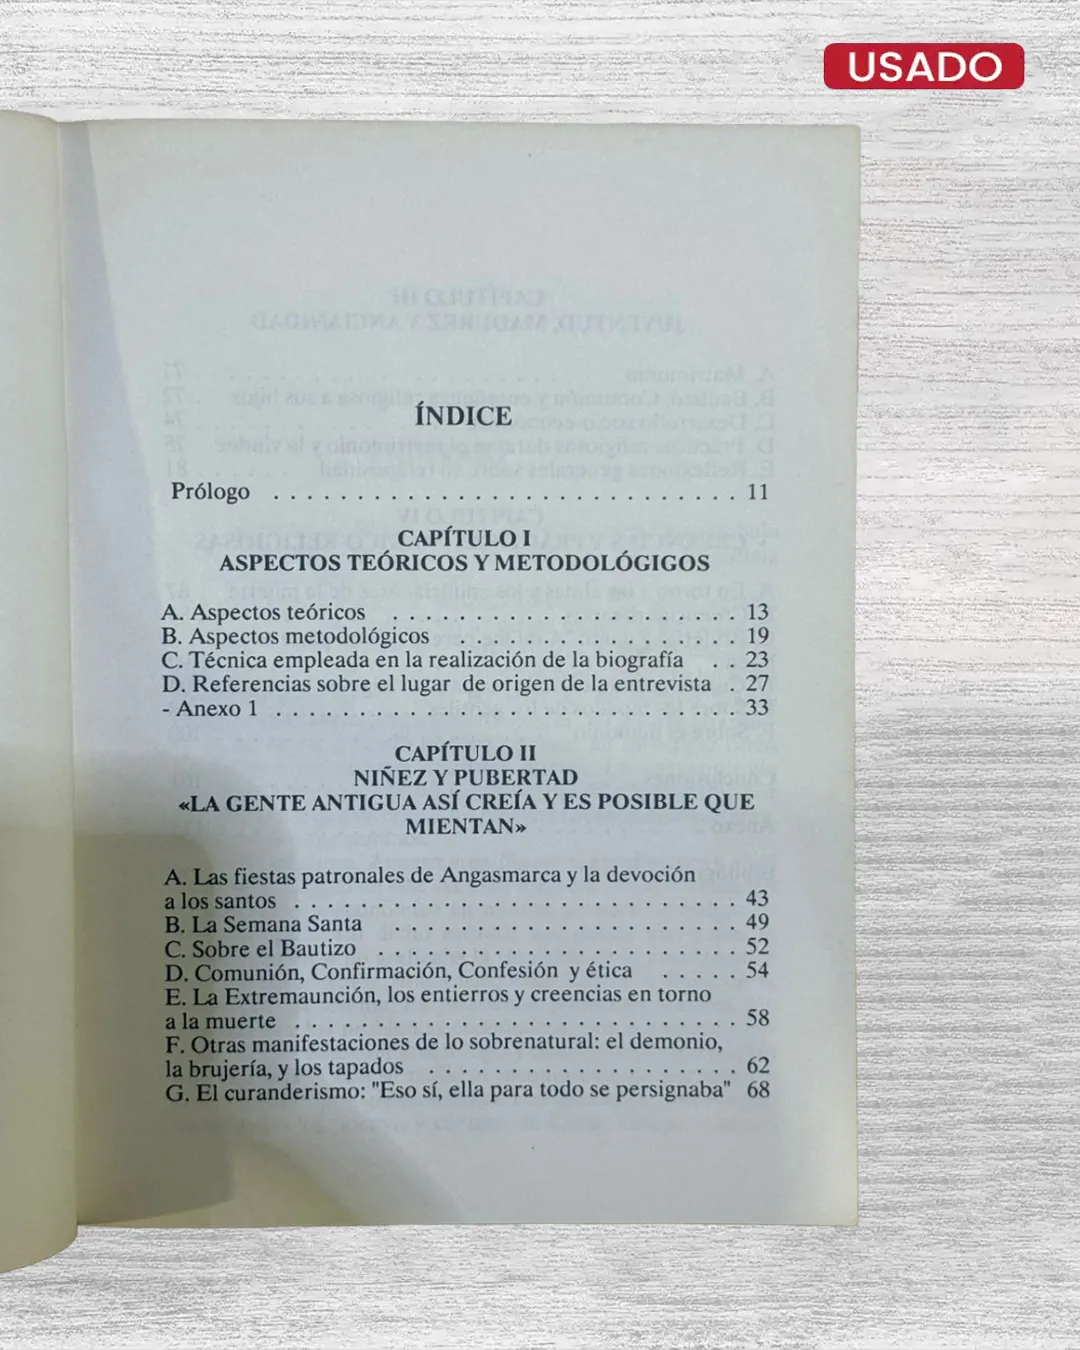 USADO
ÍNDICE
Prólogo . . . . . . . . . . . . . . . . . . . . . . . . . . . . 11
CAPÍTULO I
ASPECTOS TEÓRICOS Y METODOLÓGIGOS
A. Aspectos teóricos . . . . . . . . . . . . . . . . . . . . . 13
B. Aspectos metodológicos . . . . . . . . . . . . . . . . . 19
C. Técnica empleada en la realización de la biografía . . 23
D. Referencias sobre el lugar de origen de la entrevista . 27
- Anexo 1 . . . . . . . . . . . . . . . . . . . . . . . . . . . . 33
CAPÍTULO II
NIÑEZ Y PUBERTAD
«LA GENTE ANTIGUA ASÍ CREÍA Y ES POSIBLE QUE
MIENTAN»
A. Las fiestas patronales de Angasmarca y la devoción
a los santos . . . . . . . . . . . . . . . . . . . . . . . . . . . 43
B. La Semana Santa . . . . . . . . . . . . . . . . . . . . . 49
C. Sobre el Bautizo . . . . . . . . . . . . . . . . . . . . . . 52
D. Comunión, Confirmación, Confesión y ética . . . . . 54
E. La Extremaunción, los entierros y creencias en torno
a la muerte . . . . . . . . . . . . . . . . . . . . . . . . . . . 58
F. Otras manifestaciones de lo sobrenatural: el demonio,
la brujería, y los tapados . . . . . . . . . . . . . . . . . . . 62
G. El curanderismo: "Eso sí, ella para todo se persignaba" 68